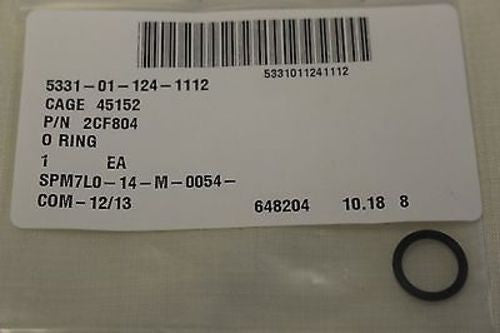 5331011241112
5331-01-124-1112
CAGE 45152
P/N 2CF804
O RING
1 EA
SPM7L0-14-M-0054-
COM-12/13 648204 10.18 8